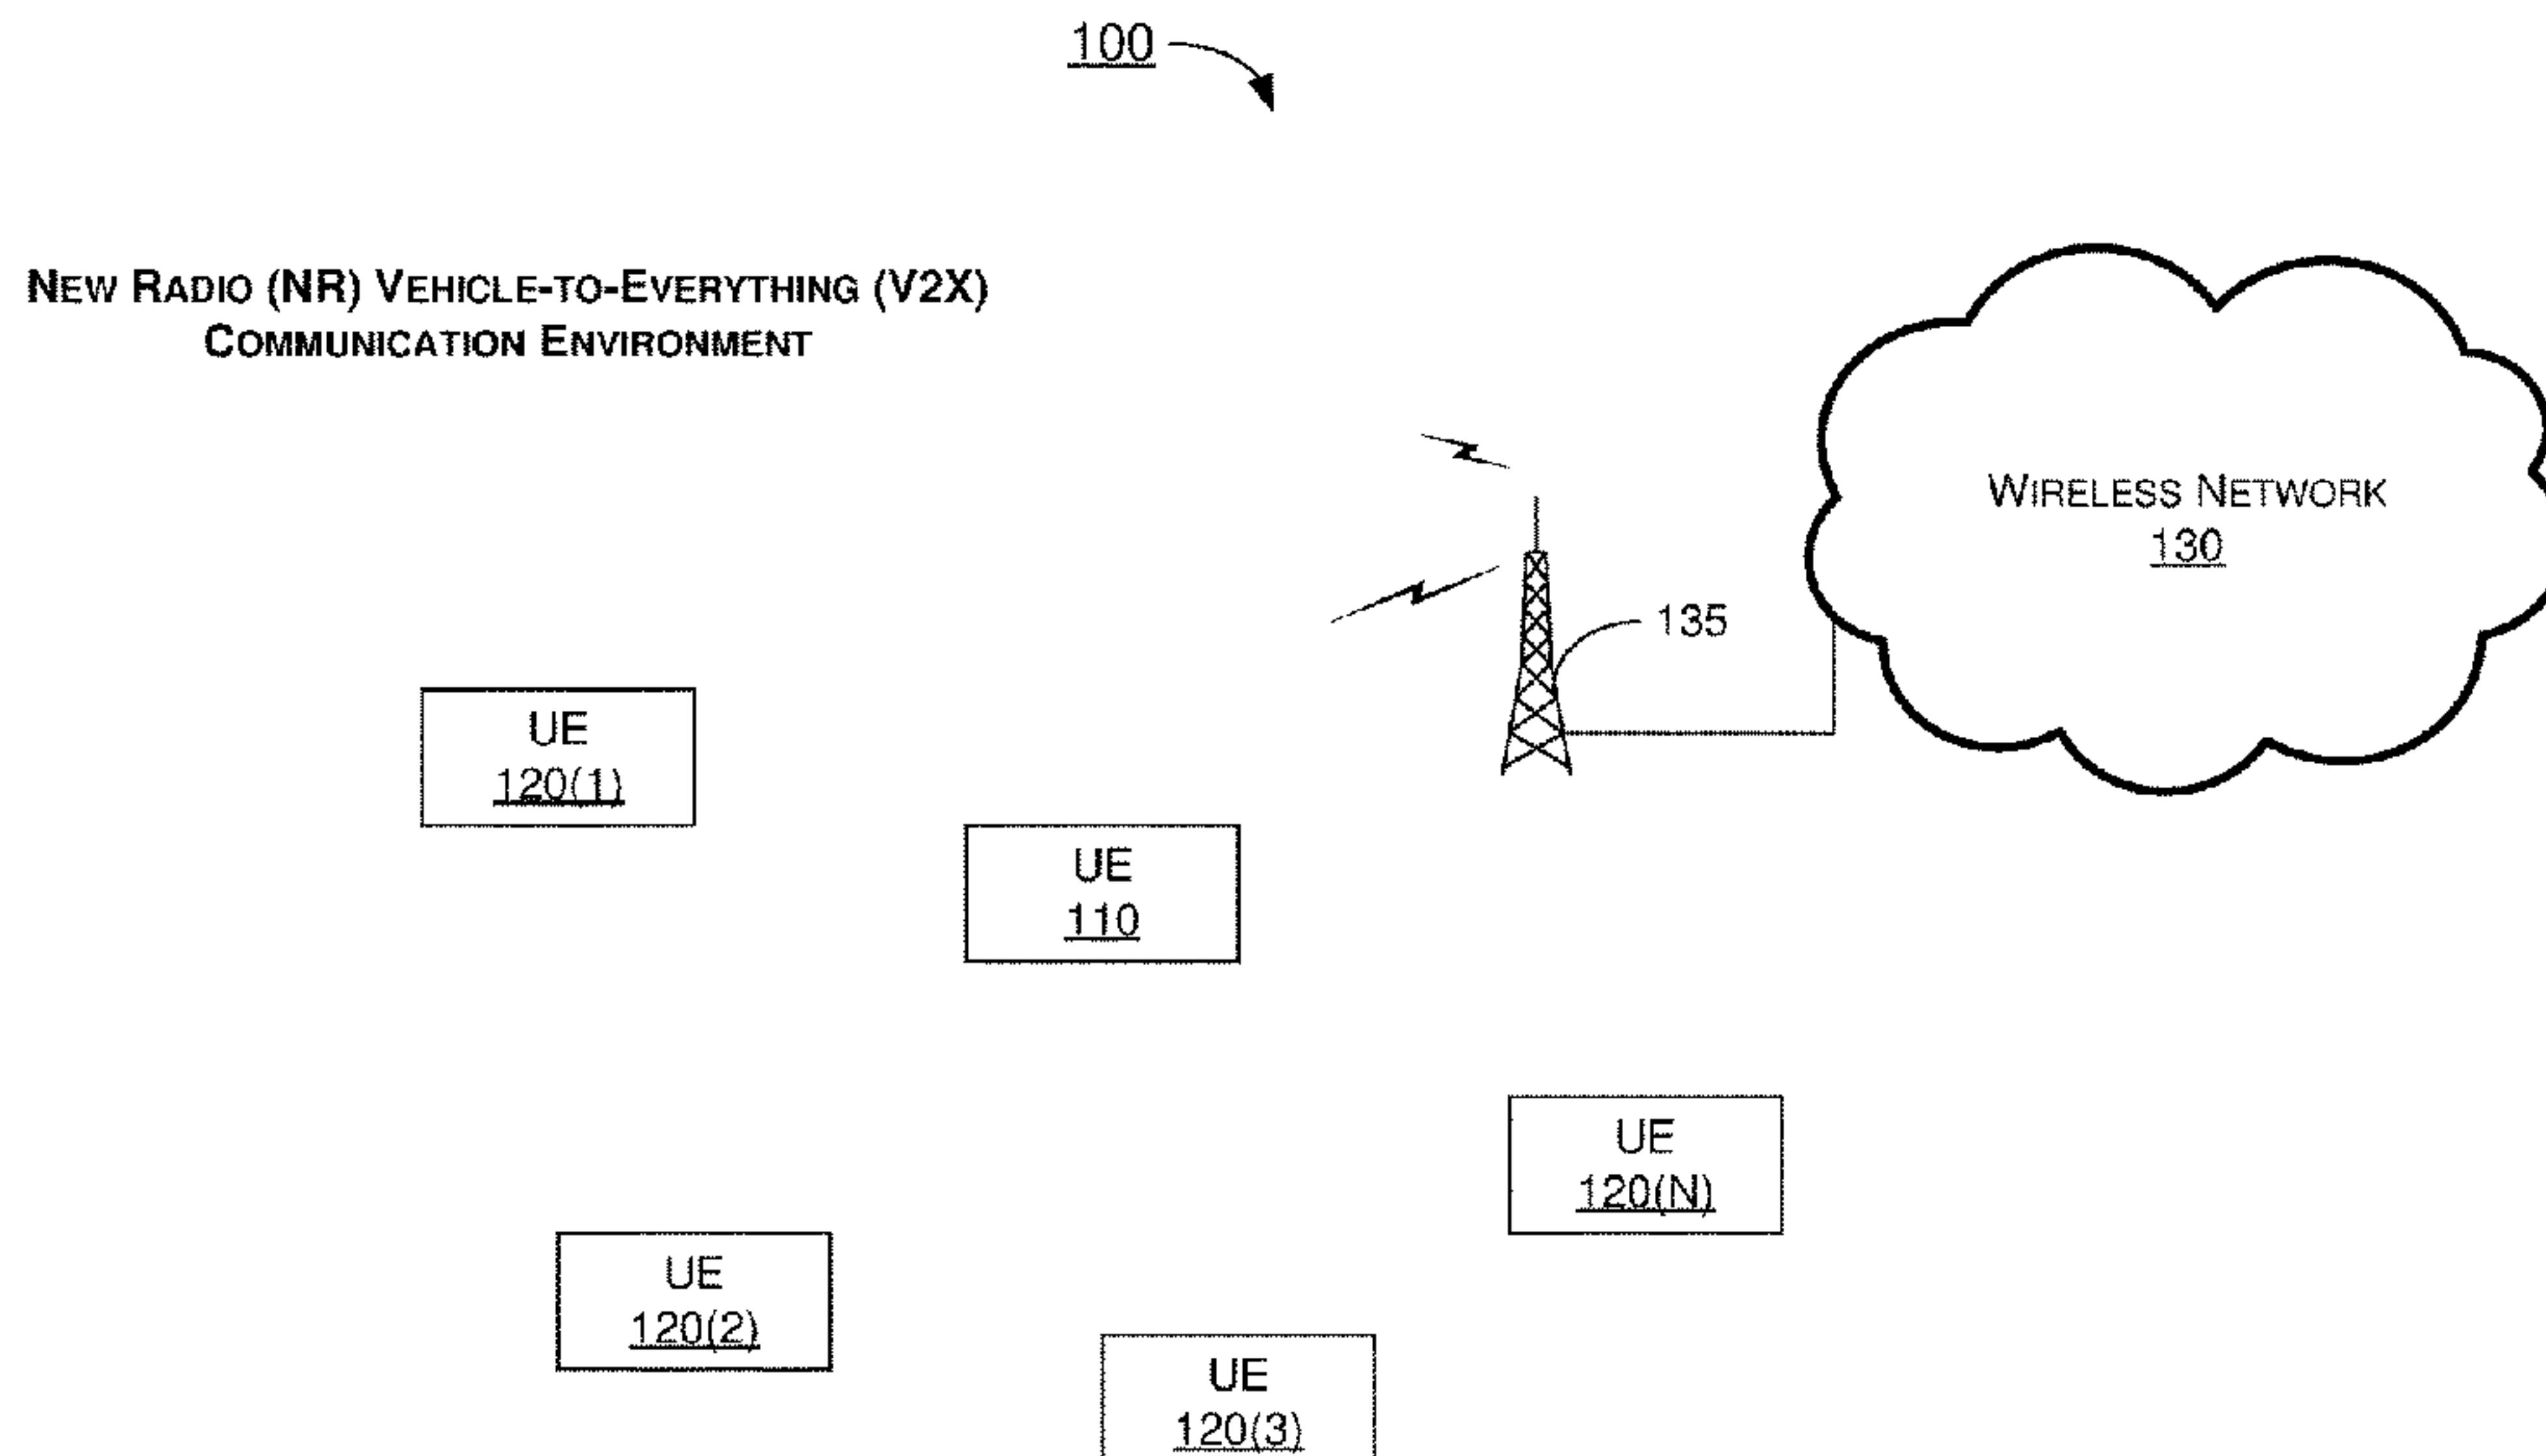 100
NEW RADIO (NR) VEHICLE-TO-EVERYTHING (V2X)
COMMUNICATION ENVIRONMENT
WIRELESS NETWORK
130
135
UE
120(1)
UE
110
UE
120(N)
UE
120(2)
UE
120(3)